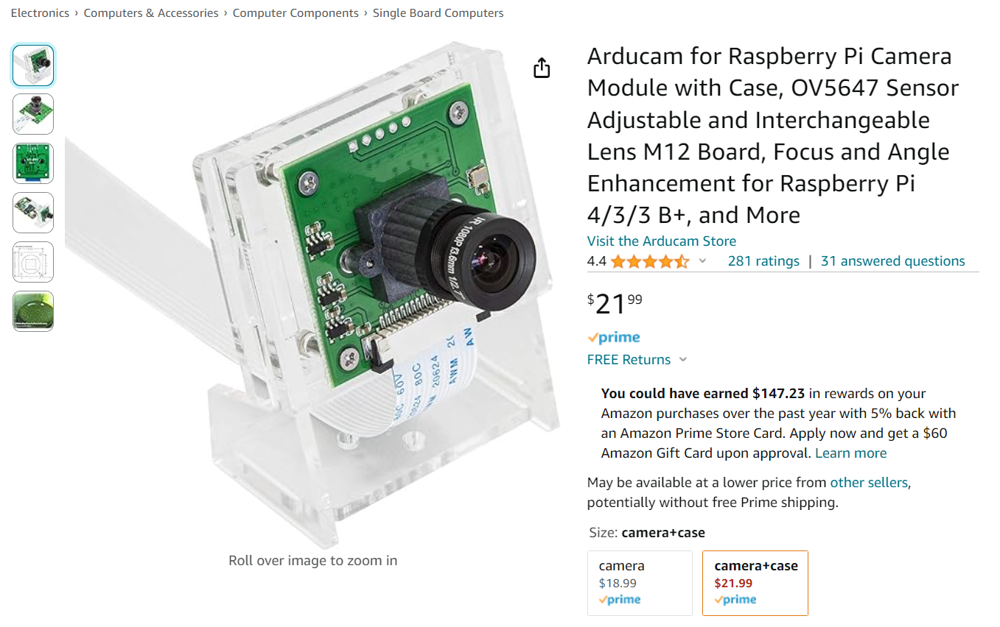 Electronics › Computers & Accessories › Computer Components › Single Board Computers
Arducam for Raspberry Pi Camera
Module with Case, OV5647 Sensor
Adjustable and Interchangeable
Lens M12 Board, Focus and Angle
Enhancement for Raspberry Pi
4/3/3 B+, and More
Visit the Arducam Store
4.4
281 ratings | 31 answered questions
$21 99
prime
FREE Returns
You could have earned $147.23 in rewards on your
Amazon purchases over the past year with 5% back with
an Amazon Prime Store Card. Apply now and get a $60
Amazon Gift Card upon approval. Learn more
May be available at a lower price from other sellers,
potentially without free Prime shipping.
Size: camera+case
camera
$18.99
prime
camera+case
$21.99
prime
IR 1080P f3.6mm 1/2.7"
60V
80C
20624
AWM
AW
Roll over image to zoom in